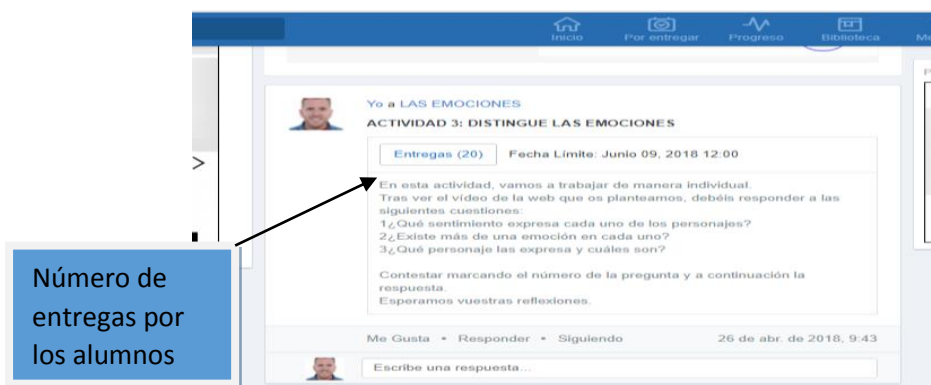 Inicio
Por entregar
Progreso
Biblioteca
Yo a LAS EMOCIONES
ACTIVIDAD 3: DISTINGUE LAS EMOCIONES
Entregas (20) Fecha Límite: Junio 09, 2018 12:00
En esta actividad, vamos a trabajar de manera individual.
Tras ver el vídeo de la web que os planteamos, debéis responder a las
siguientes cuestiones:
1¿Qué sentimiento expresa cada uno de los personajes?
2¿Existe más de una emoción en cada uno?
3¿Qué personaje las expresa y cuáles son?
Contestar marcando el número de la pregunta y a continuación la
respuesta.
Esperamos vuestras reflexiones.
Me Gusta • Responder • Siguiendo 26 de abr. de 2018, 9:43
Escribe una respuesta...
Número de
entregas por
los alumnos